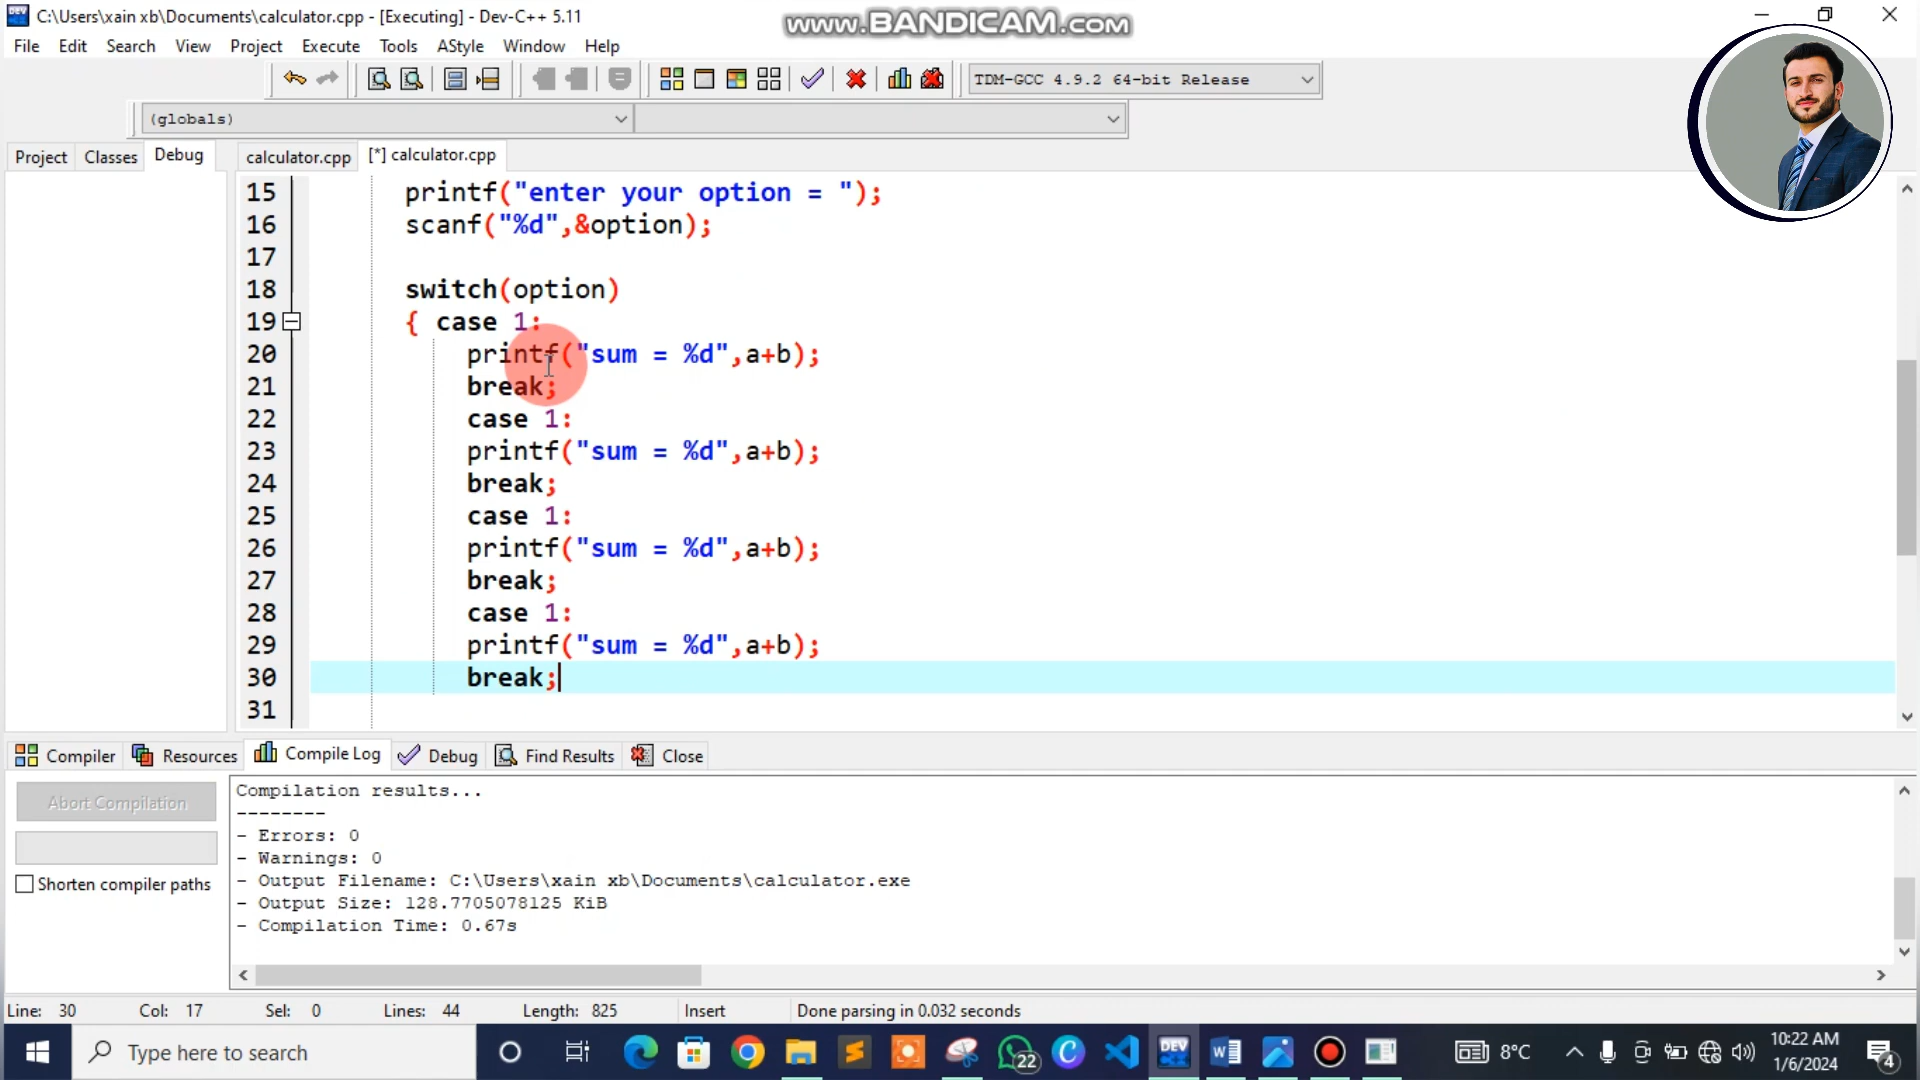 C:\Users\xain xb\Documents\calculator.cpp - [Executing] - Dev-C++ 5.11
www.BANDICAM.com
File Edit Search View Project Execute Tools AStyle Window Help
TDM-GCC 4.9.2 64-bit Release
(globals)
Project Classes Debug calculator.cpp [*] calculator.cpp
15 printf("enter your option = ");
16 scanf("%d",&option);
17
18 switch(option)
19 { case 1:
20 printf("sum = %d",a+b);
21 break;
22 case 1:
23 printf("sum = %d",a+b);
24 break;
25 case 1:
26 printf("sum = %d",a+b);
27 break;
28 case 1:
29 printf("sum = %d",a+b);
30 break;
31
Compiler Resources Compile Log Debug Find Results Close
Abort Compilation
Shorten compiler paths
Compilation results...
--------
- Errors: 0
- Warnings: 0
- Output Filename: C:\Users\xain xb\Documents\calculator.exe
- Output Size: 128.7705078125 KiB
- Compilation Time: 0.67s
Line: 30 Col: 17 Sel: 0 Lines: 44 Length: 825 Insert Done parsing in 0.032 seconds
Type here to search
22
DEV
8°C
10:22 AM
1/6/2024
4